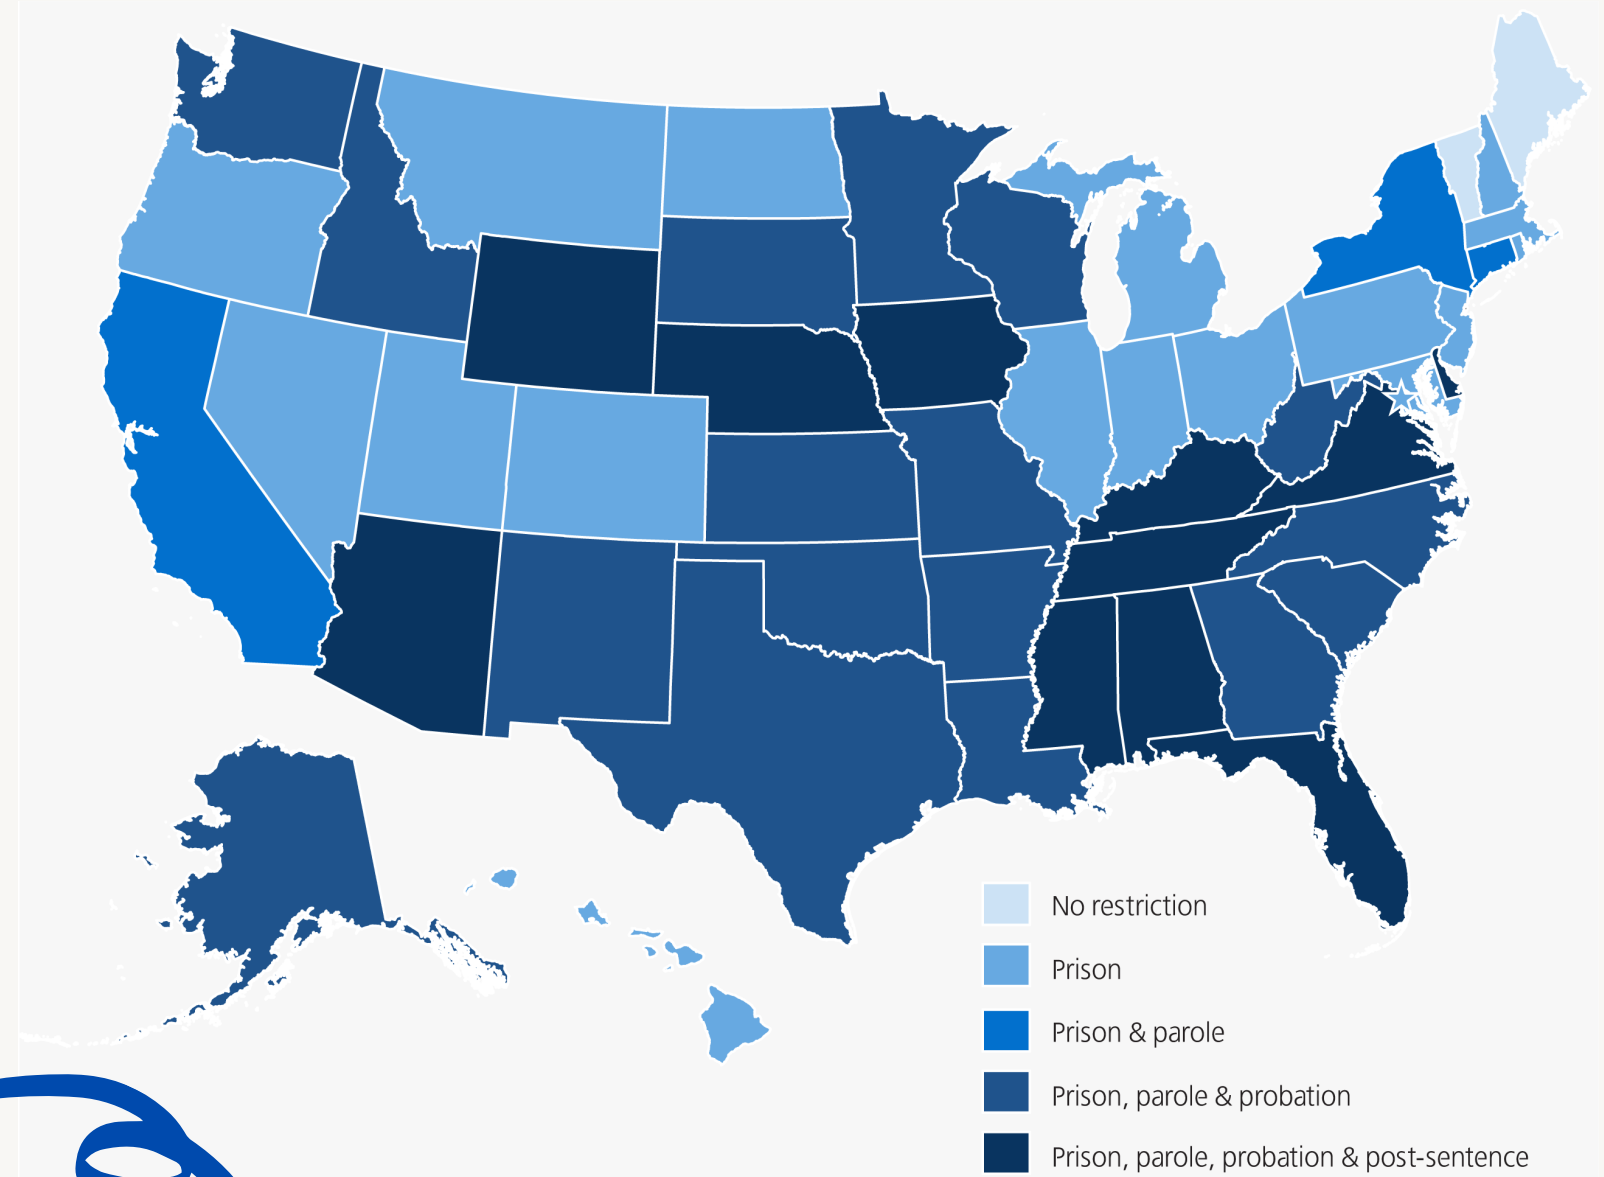 No restriction
Prison
Prison & parole
Prison, parole & probation
Prison, parole, probation & post-sentence